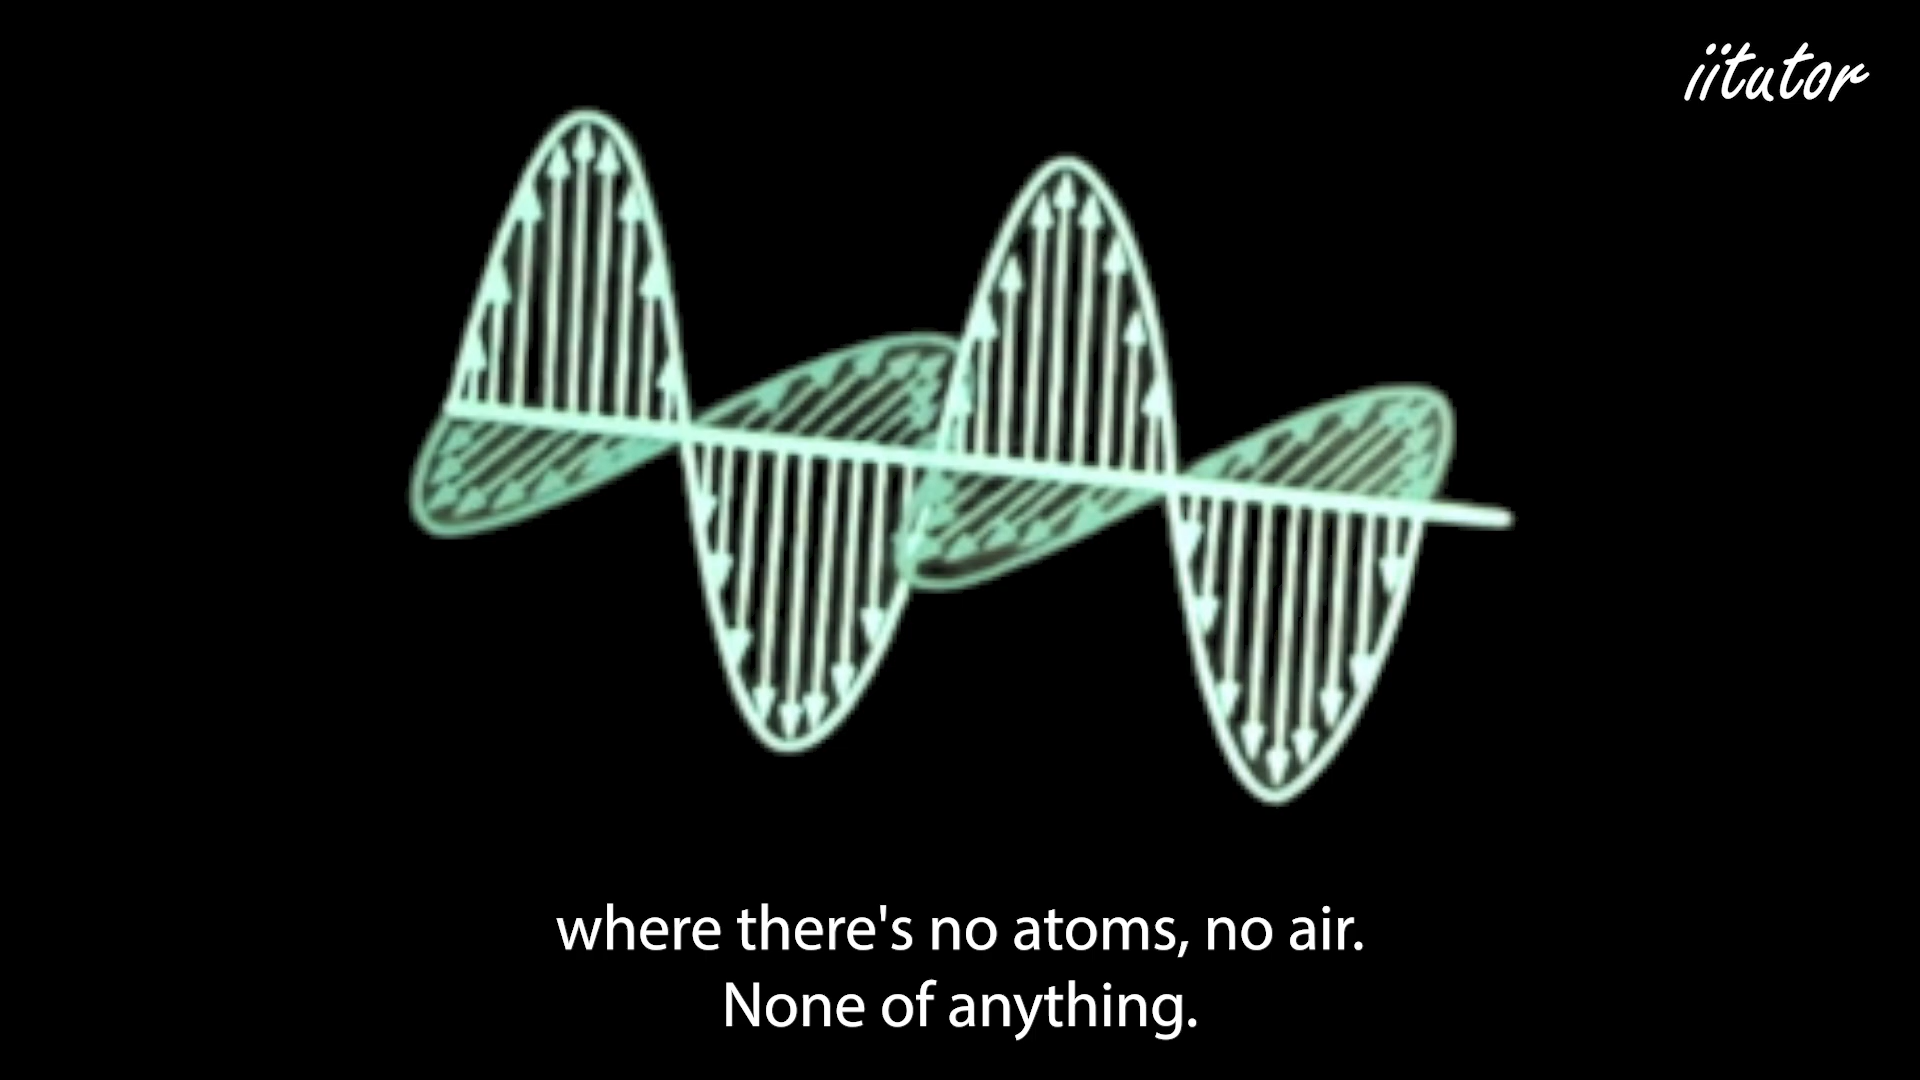 iitutor
where there's no atoms, no air.
None of anything.